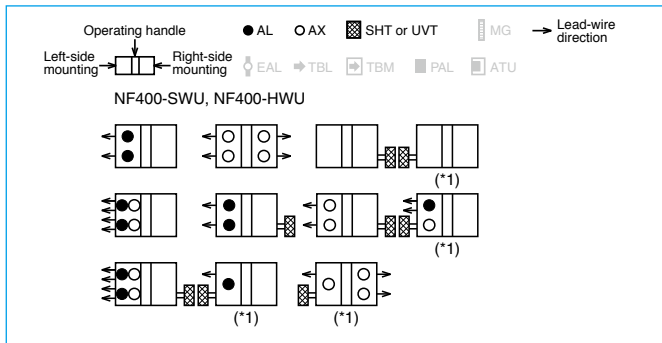 Operating handle
Left-side mounting
Right-side mounting
AL
AX
SHT or UVT
MG
Lead-wire direction
EAL
TBL
TBM
PAL
ATU
NF400-SWU, NF400-HWU
(*1)
(*1)
(*1)
(*1)